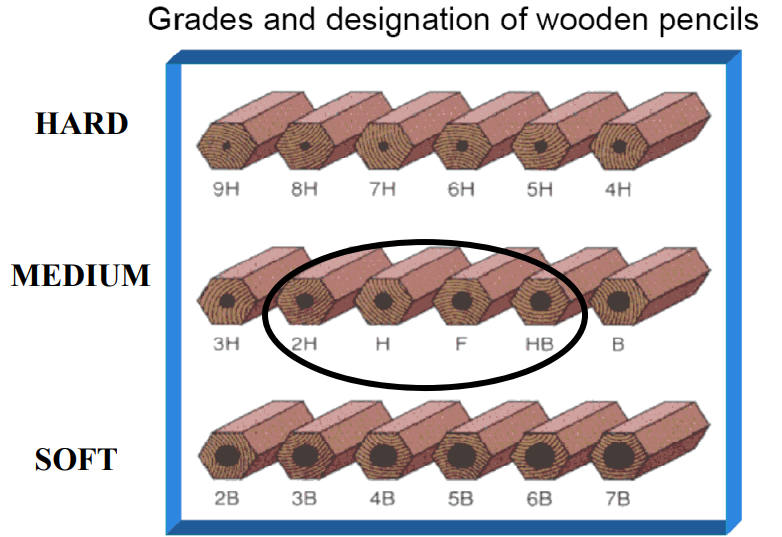 Grades and designation of wooden pencils
HARD
9H 8H 7H 6H 5H 4H
MEDIUM
3H 2H H F HB B
SOFT
2B 3B 4B 5B 6B 7B